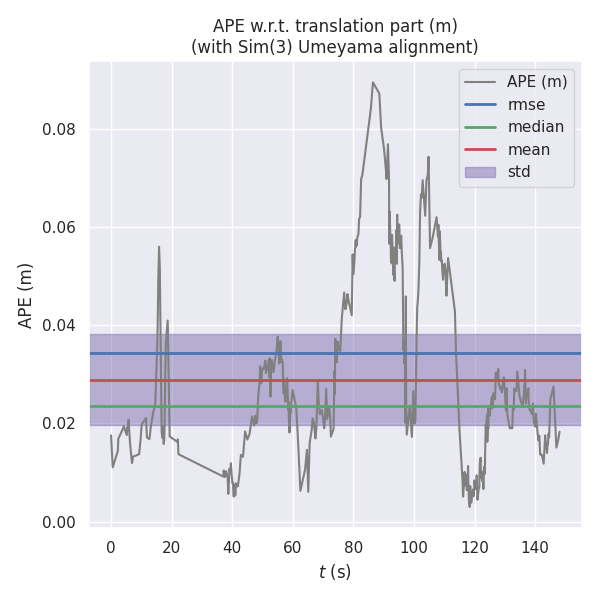 APE w.r.t. translation part (m)
(with Sim(3) Umeyama alignment)
APE (m)
rmse
median
mean
std
APE (m)
0.08
0.06
0.04
0.02
0.00
0 20 40 60 80 100 120 140
t (s)